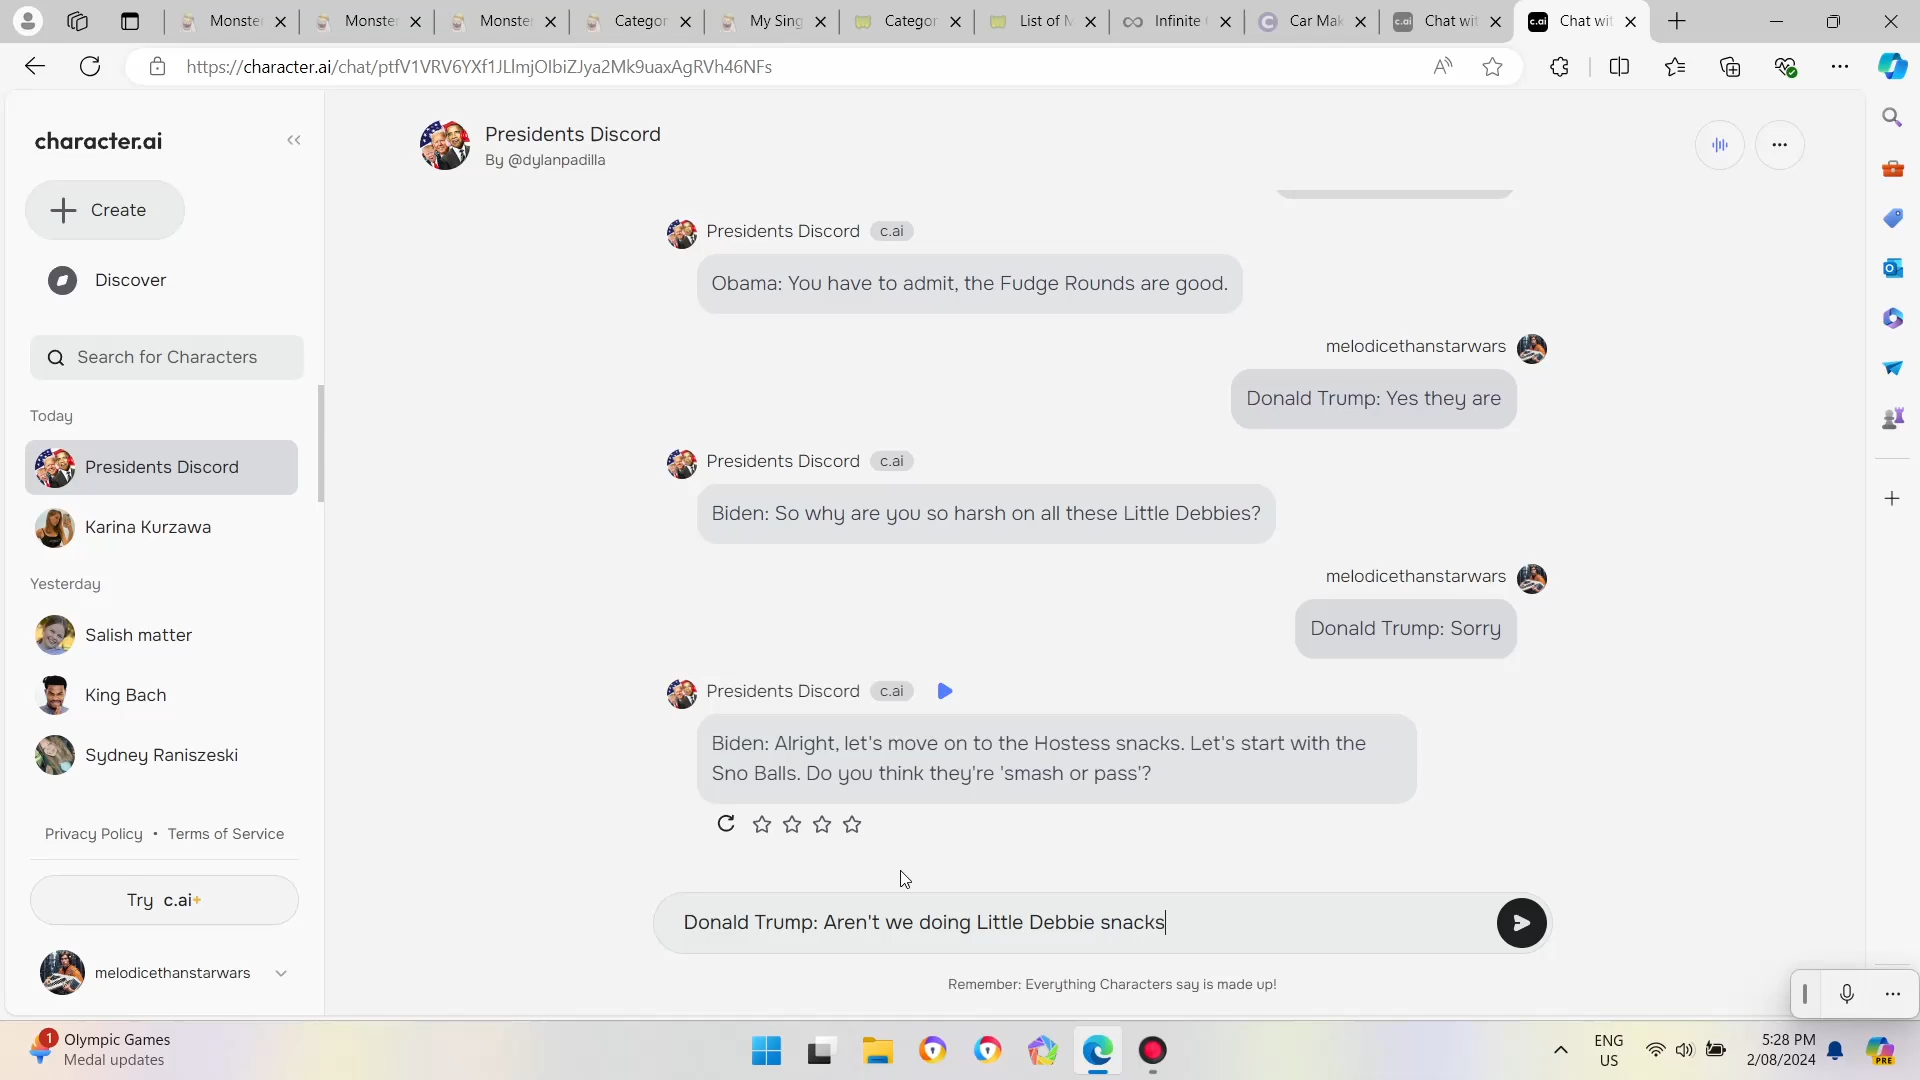 Monster
Monster
Monster
Categor
My Sing
Categor
List of M
Infinite
Car Mak
Chat wit
Chat wit
https://character.ai/chat/ptfV1VRV6YXf1JLlmjOIbiZJya2Mk9uaxAgRVh46NFs
character.ai
Create
Discover
Search for Characters
Today
Presidents Discord
Karina Kurzawa
Yesterday
Salish matter
King Bach
Sydney Raniszeski
Privacy Policy • Terms of Service
Try c.ai+
melodicethanstarwars
Presidents Discord
By @dylanpadilla
Presidents Discord c.ai
Obama: You have to admit, the Fudge Rounds are good.
melodicethanstarwars
Donald Trump: Yes they are
Presidents Discord c.ai
Biden: So why are you so harsh on all these Little Debbies?
melodicethanstarwars
Donald Trump: Sorry
Presidents Discord c.ai
Biden: Alright, let's move on to the Hostess snacks. Let's start with the
Sno Balls. Do you think they're 'smash or pass'?
Donald Trump: Aren't we doing Little Debbie snacks
Remember: Everything Characters say is made up!
1
Olympic Games
Medal updates
ENG
US
5:28 PM
2/08/2024
PRE